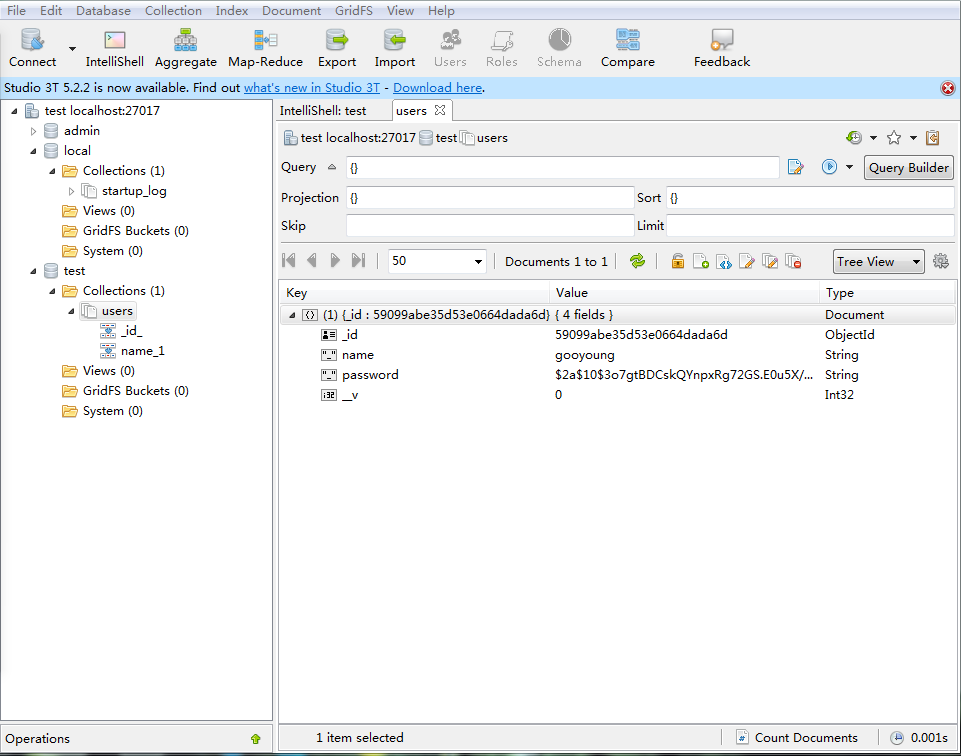 File Edit Database Collection Index Document GridFS View Help
Connect IntelliShell Aggregate Map-Reduce Export Import Users Roles Schema Compare Feedback
Studio 3T 5.2.2 is now available. Find out what's new in Studio 3T - Download here.
test localhost:27017
admin
local
Collections (1)
startup_log
Views (0)
GridFS Buckets (0)
System (0)
test
Collections (1)
users
_id_
name_1
Views (0)
GridFS Buckets (0)
System (0)
Operations
IntelliShell: test users
test localhost:27017 test users
Query {} Query Builder
Projection {} Sort {}
Skip Limit
50 Documents 1 to 1 Tree View
Key Value Type
(1) {_id : 59099abe35d53e0664dada6d} { 4 fields } Document
_id 59099abe35d53e0664dada6d ObjectId
name gooyoung String
password $2a$10$3o7gtBDCskQYnpxRg72GS.E0u5X/... String
__v 0 Int32
1 item selected Count Documents 0.001s